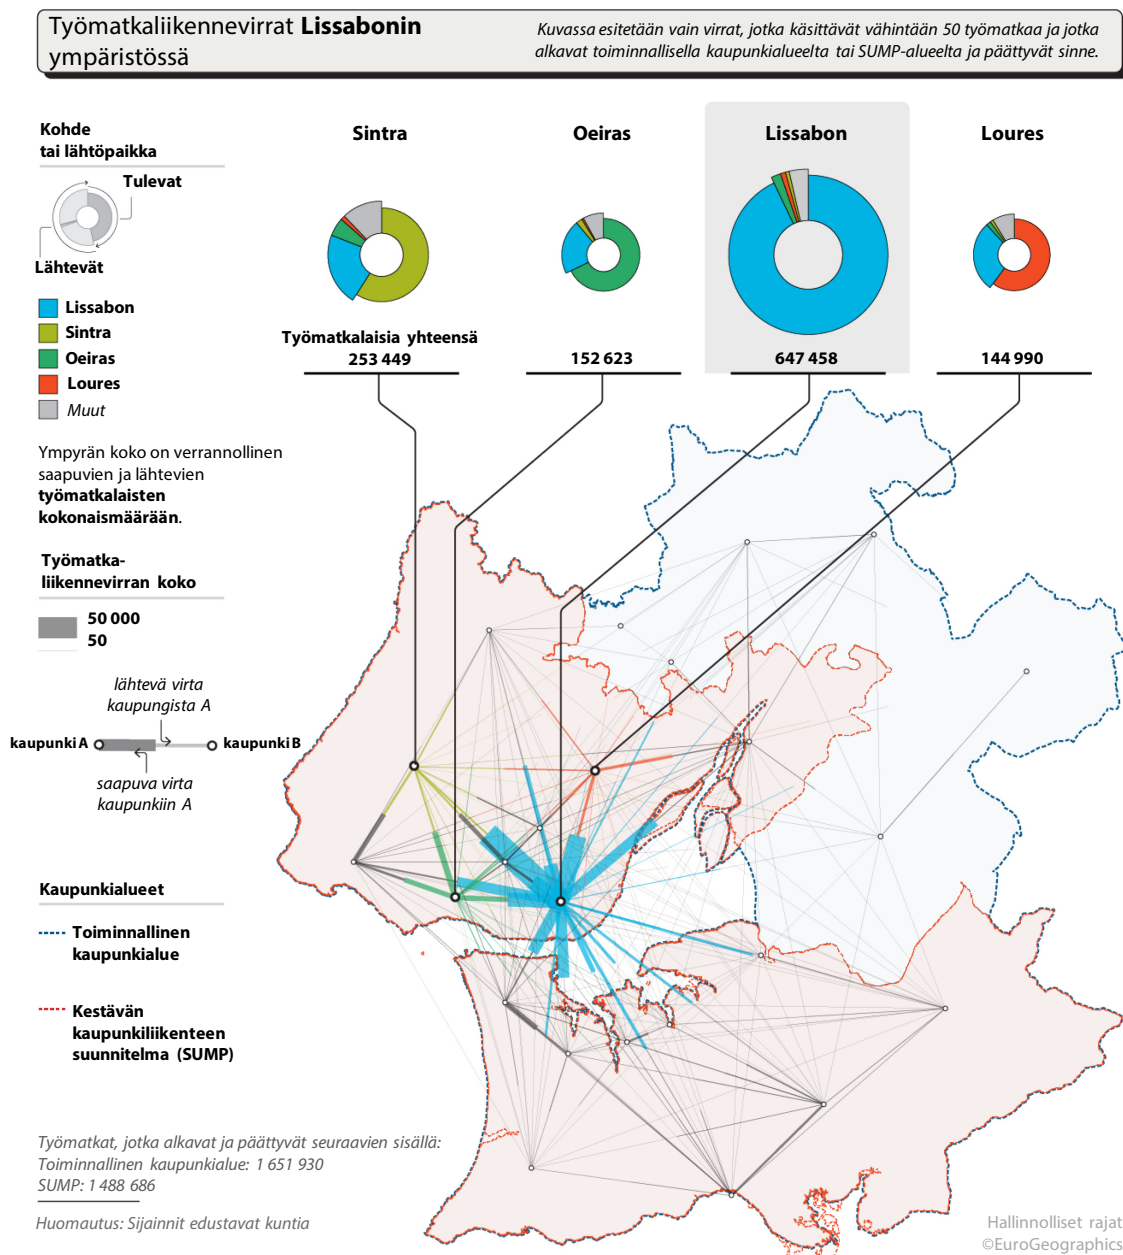 Työmatkaliikennevirrat Lissabonin
ympäristössä
Kuvassa esitetään vain virrat, jotka käsittävät vähintään 50 työmatkaa ja jotka
alkavat toiminnallisella kaupunkialueelta tai SUMP-alueelta ja päättyvät sinne.
Kohde
tai lähtöpaikka
Tulevat
Lähtevät
Lissabon
Sintra
Oeiras
Loures
Muut
Sintra
Oeiras
Lissabon
Loures
Työmatkalaisia yhteensä
253 449
152 623
647 458
144 990
Ympyrän koko on verrannollinen
saapuvien ja lähtevien
työmatkalaisten
kokonaismäärään.
Työmatka-
liikennevirran koko
50 000
50
lähtevä virta
kaupungista A
kaupunki A
kaupunki B
saapuva virta
kaupunkiin A
Kaupunkialueet
Toiminnallinen
kaupunkialue
Kestävän
kaupunkiliikenteen
suunnitelma (SUMP)
Työmatkat, jotka alkavat ja päättyvät seuraavien sisällä:
Toiminnallinen kaupunkialue: 1 651 930
SUMP: 1 488 686
Huomautus: Sijainnit edustavat kuntia
Hallinnolliset rajat
©EuroGeographics